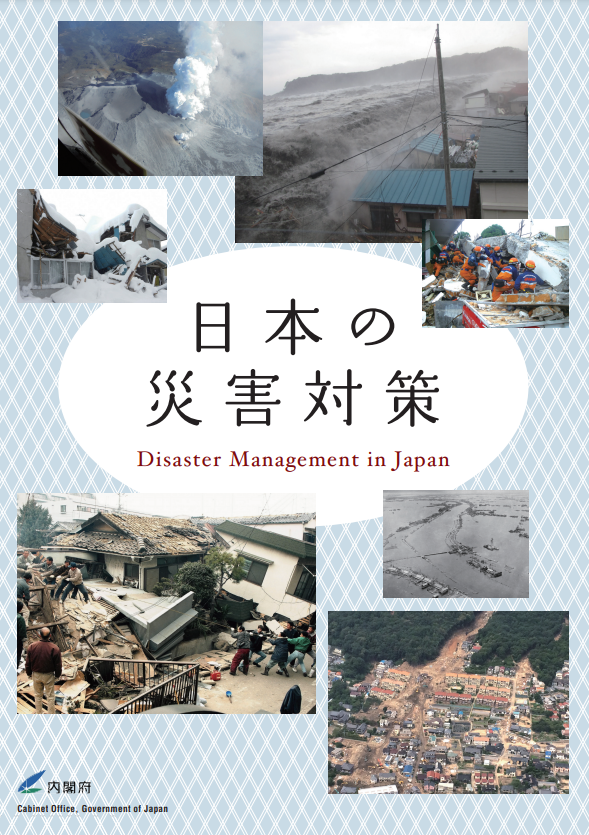 日本の
災害対策
Disaster Management in Japan
内閣府
Cabinet Office, Government of Japan